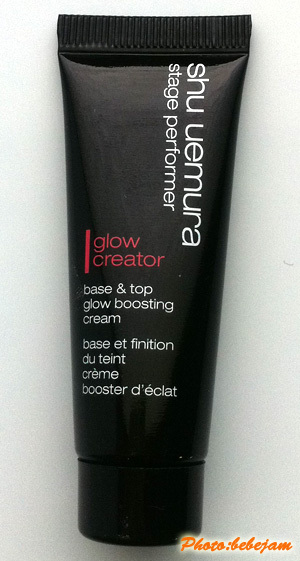 shu uemura
stage performer
glow
creator
base & top
glow boosting
cream
base et finition
du teint
crème
booster d'éclat
Photo:bebejam